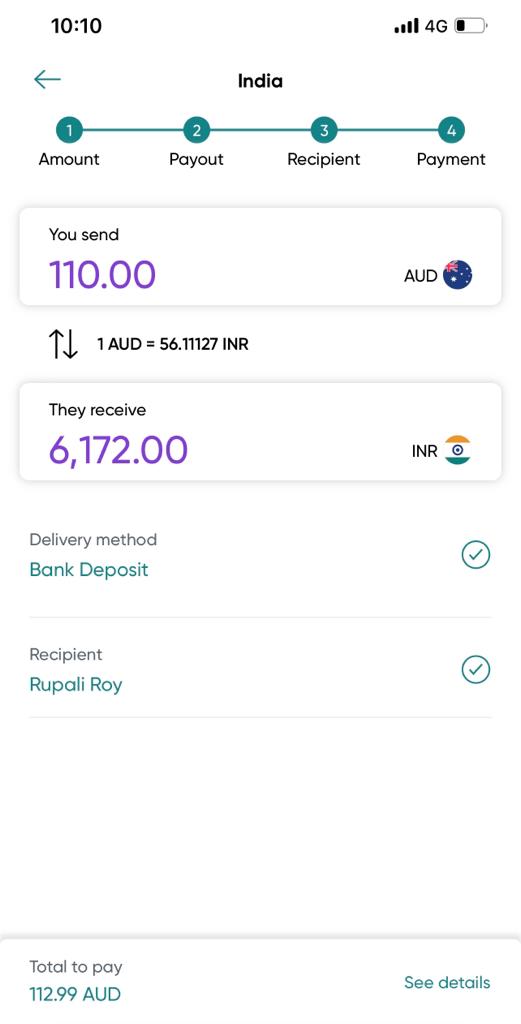 10:10
4G
India
1
2
3
4
Amount
Payout
Recipient
Payment
You send
110.00
AUD
1 AUD = 56.11127 INR
They receive
6,172.00
INR
Delivery method
Bank Deposit
Recipient
Rupali Roy
Total to pay
112.99 AUD
See details